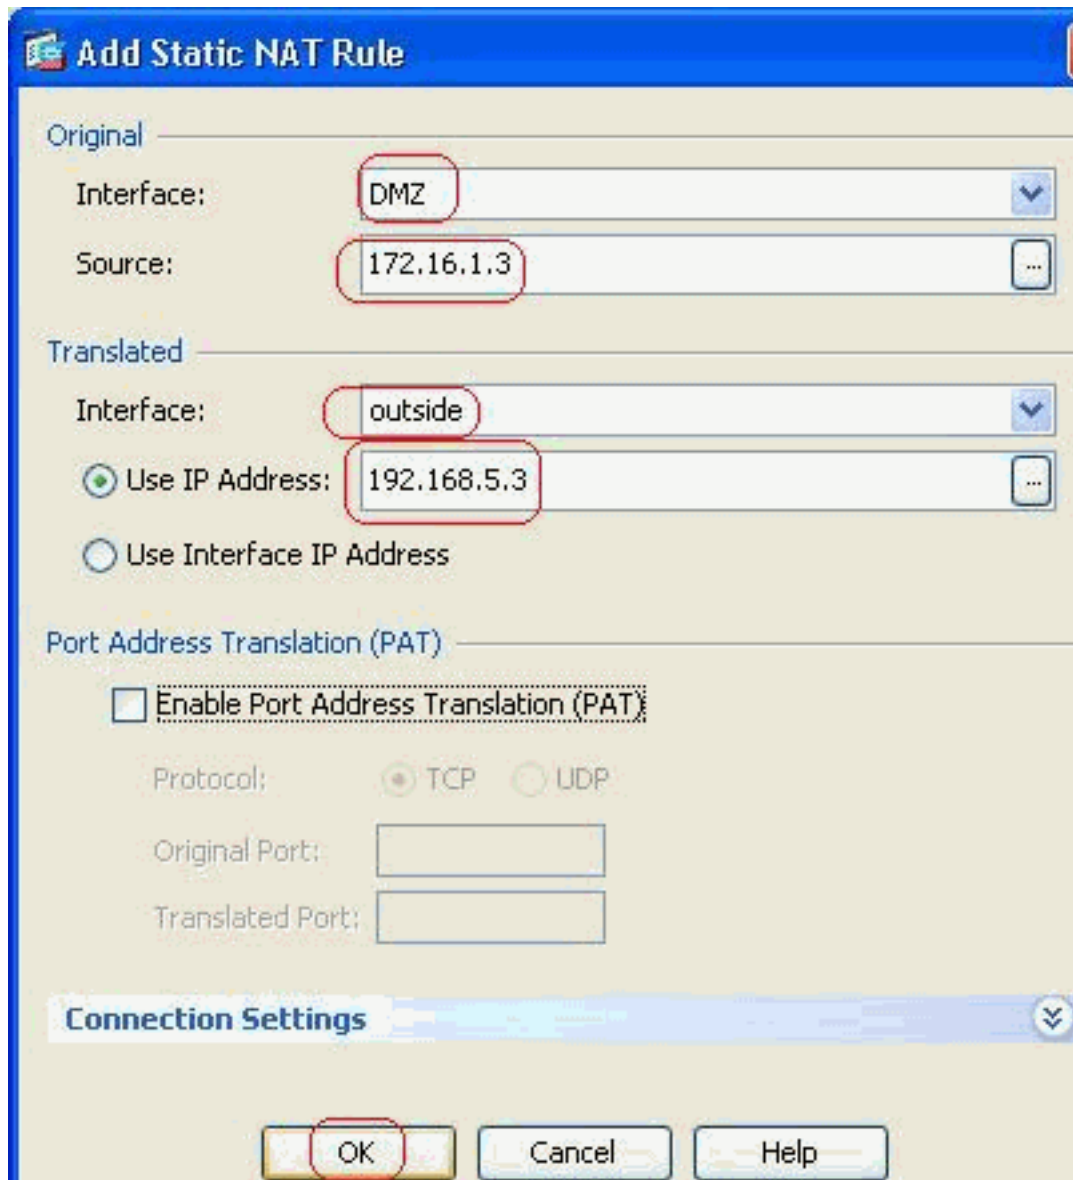 Add Static NAT Rule
Original
Interface: DMZ
Source: 172.16.1.3 ...
Translated
Interface: outside
Use IP Address: 192.168.5.3 ...
Use Interface IP Address
Port Address Translation (PAT)
Enable Port Address Translation (PAT)
Protocol: TCP UDP
Original Port:
Translated Port:
Connection Settings
OK Cancel Help